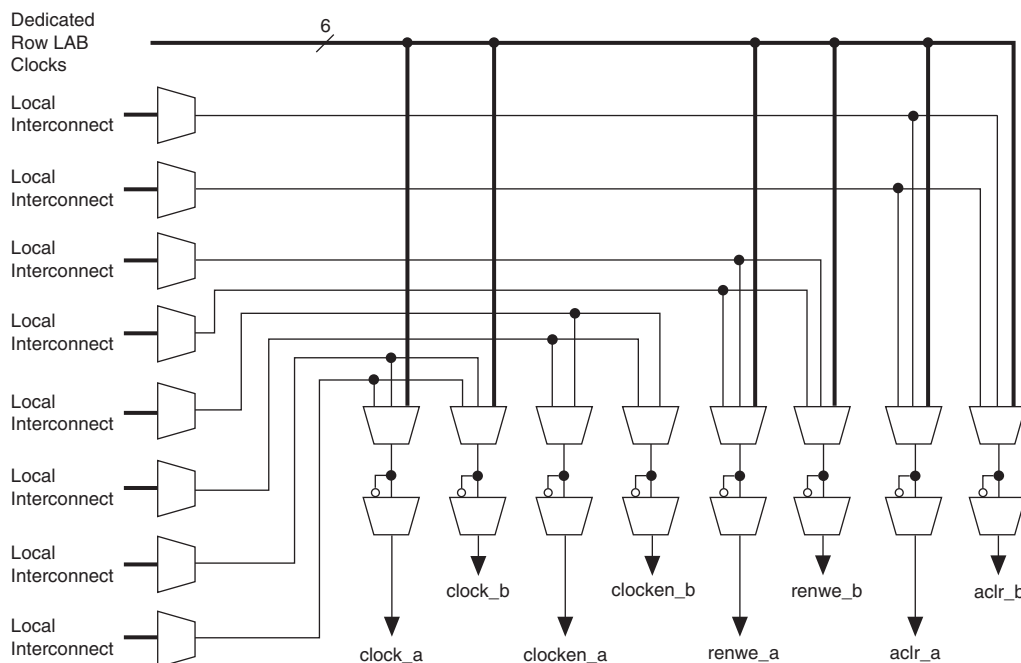 Dedicated
Row LAB
Clocks
6
Local
Interconnect
Local
Interconnect
Local
Interconnect
Local
Interconnect
Local
Interconnect
Local
Interconnect
Local
Interconnect
Local
Interconnect
clock_b
clocken_b
renwe_b
aclr_b
clock_a
clocken_a
renwe_a
aclr_a